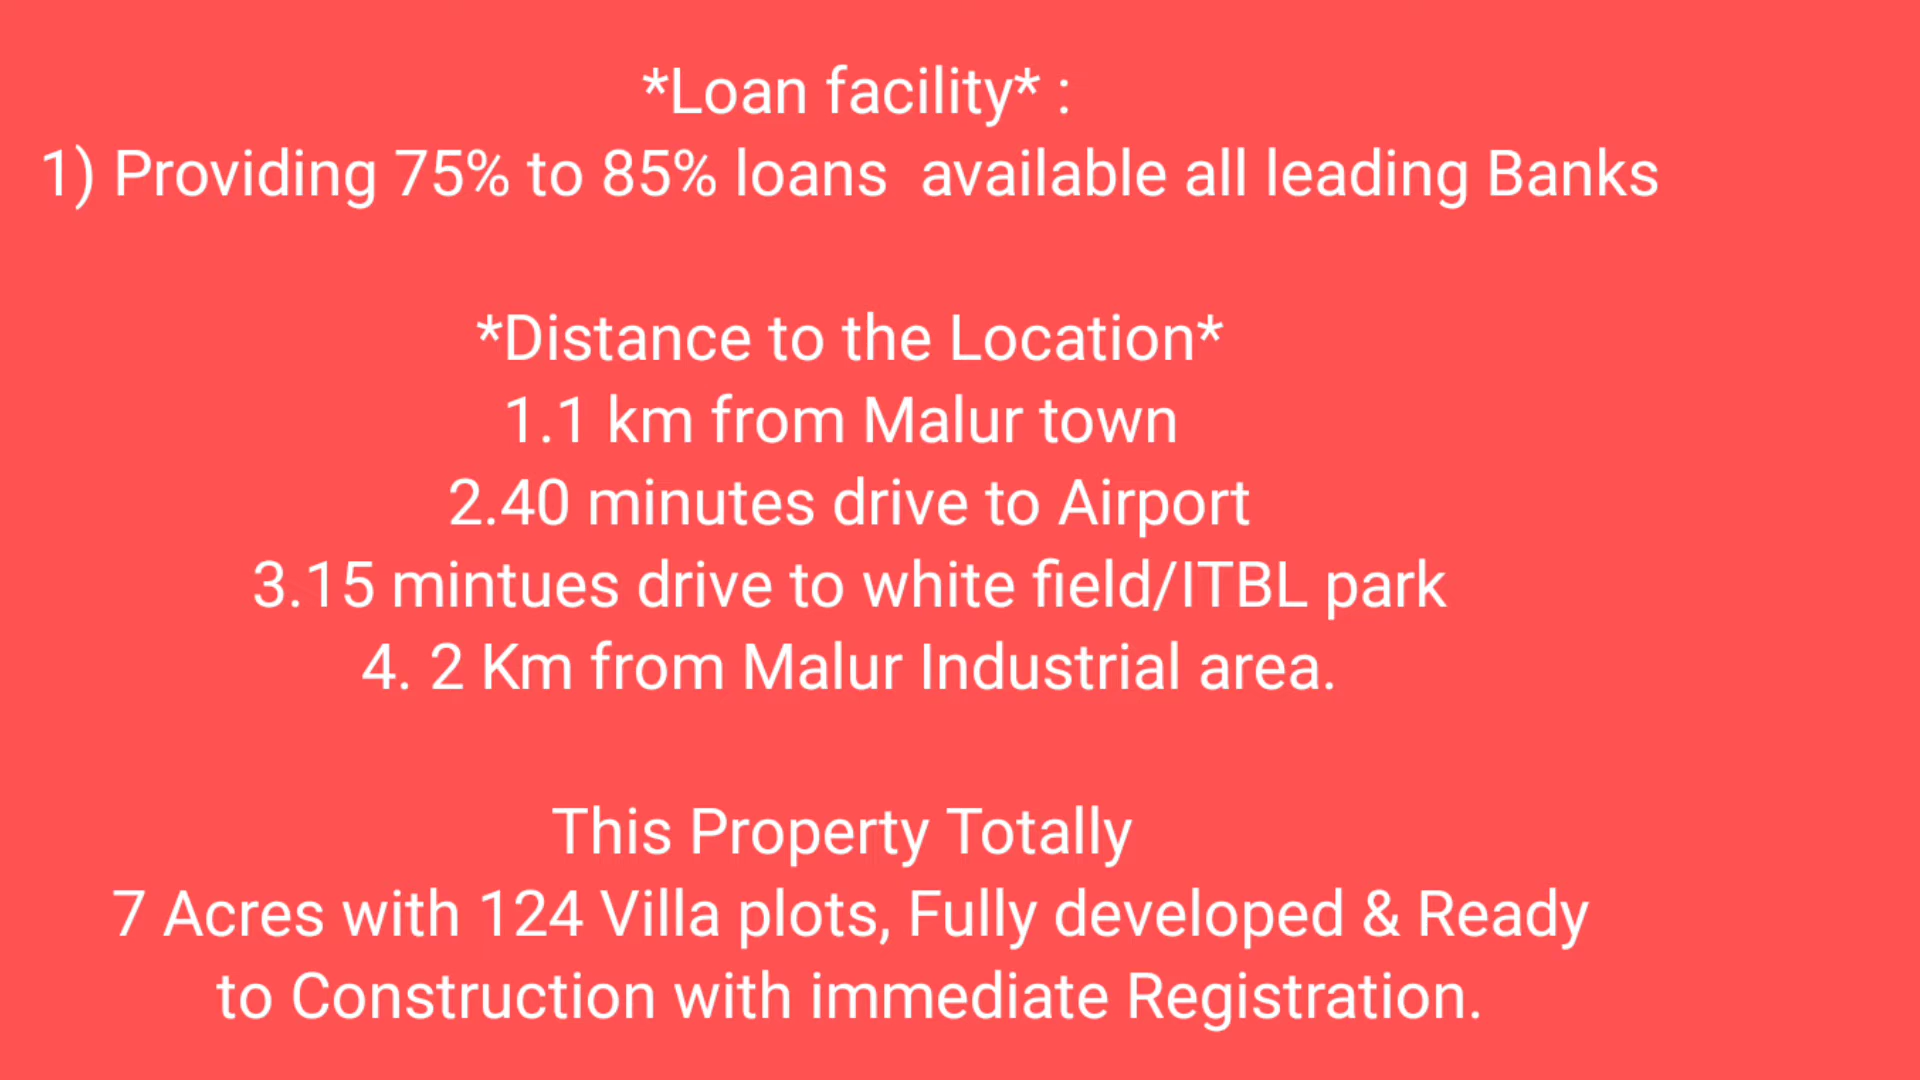 *Loan facility* :
1) Providing 75% to 85% loans  available all leading Banks
*Distance to the Location*
1.1 km from Malur town
2.40 minutes drive to Airport
3.15 mintues drive to white field/ITBL park
4. 2 Km from Malur Industrial area.
This Property Totally
7 Acres with 124 Villa plots, Fully developed & Ready
to Construction with immediate Registration.